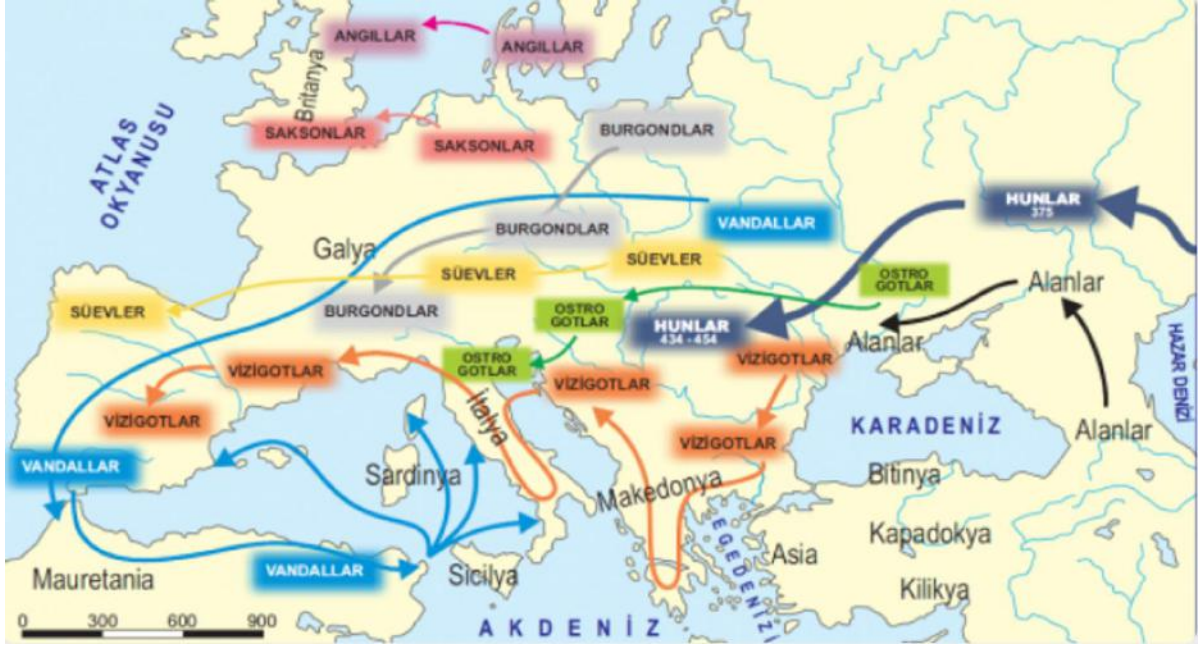 ANGILLAR
ANGILLAR
Britanya
SAKSONLAR
SAKSONLAR
BURGONDLAR
ATLAS
OKYANUSU
HUNLAR
375
VANDALLAR
BURGONDLAR
Galya
SÜEVLER
SÜEVLER
SÜEVLER
OSTRO
GOTLAR
Alanlar
BURGONDLAR
OSTRO
GOTLAR
HUNLAR
434 - 454
Alanlar
HAZAR DENİZİ
OSTRO
GOTLAR
VİZİGOTLAR
VİZİGOTLAR
VİZİGOTLAR
VİZİGOTLAR
İtalya
VİZİGOTLAR
KARADENİZ
Alanlar
VANDALLAR
Sardinya
Makedonya
Bitinya
EGEDENİZİ
Kapadokya
Asia
Mauretania
VANDALLAR
Sicilya
Kilikya
0 300 600 900
AKDENİZ